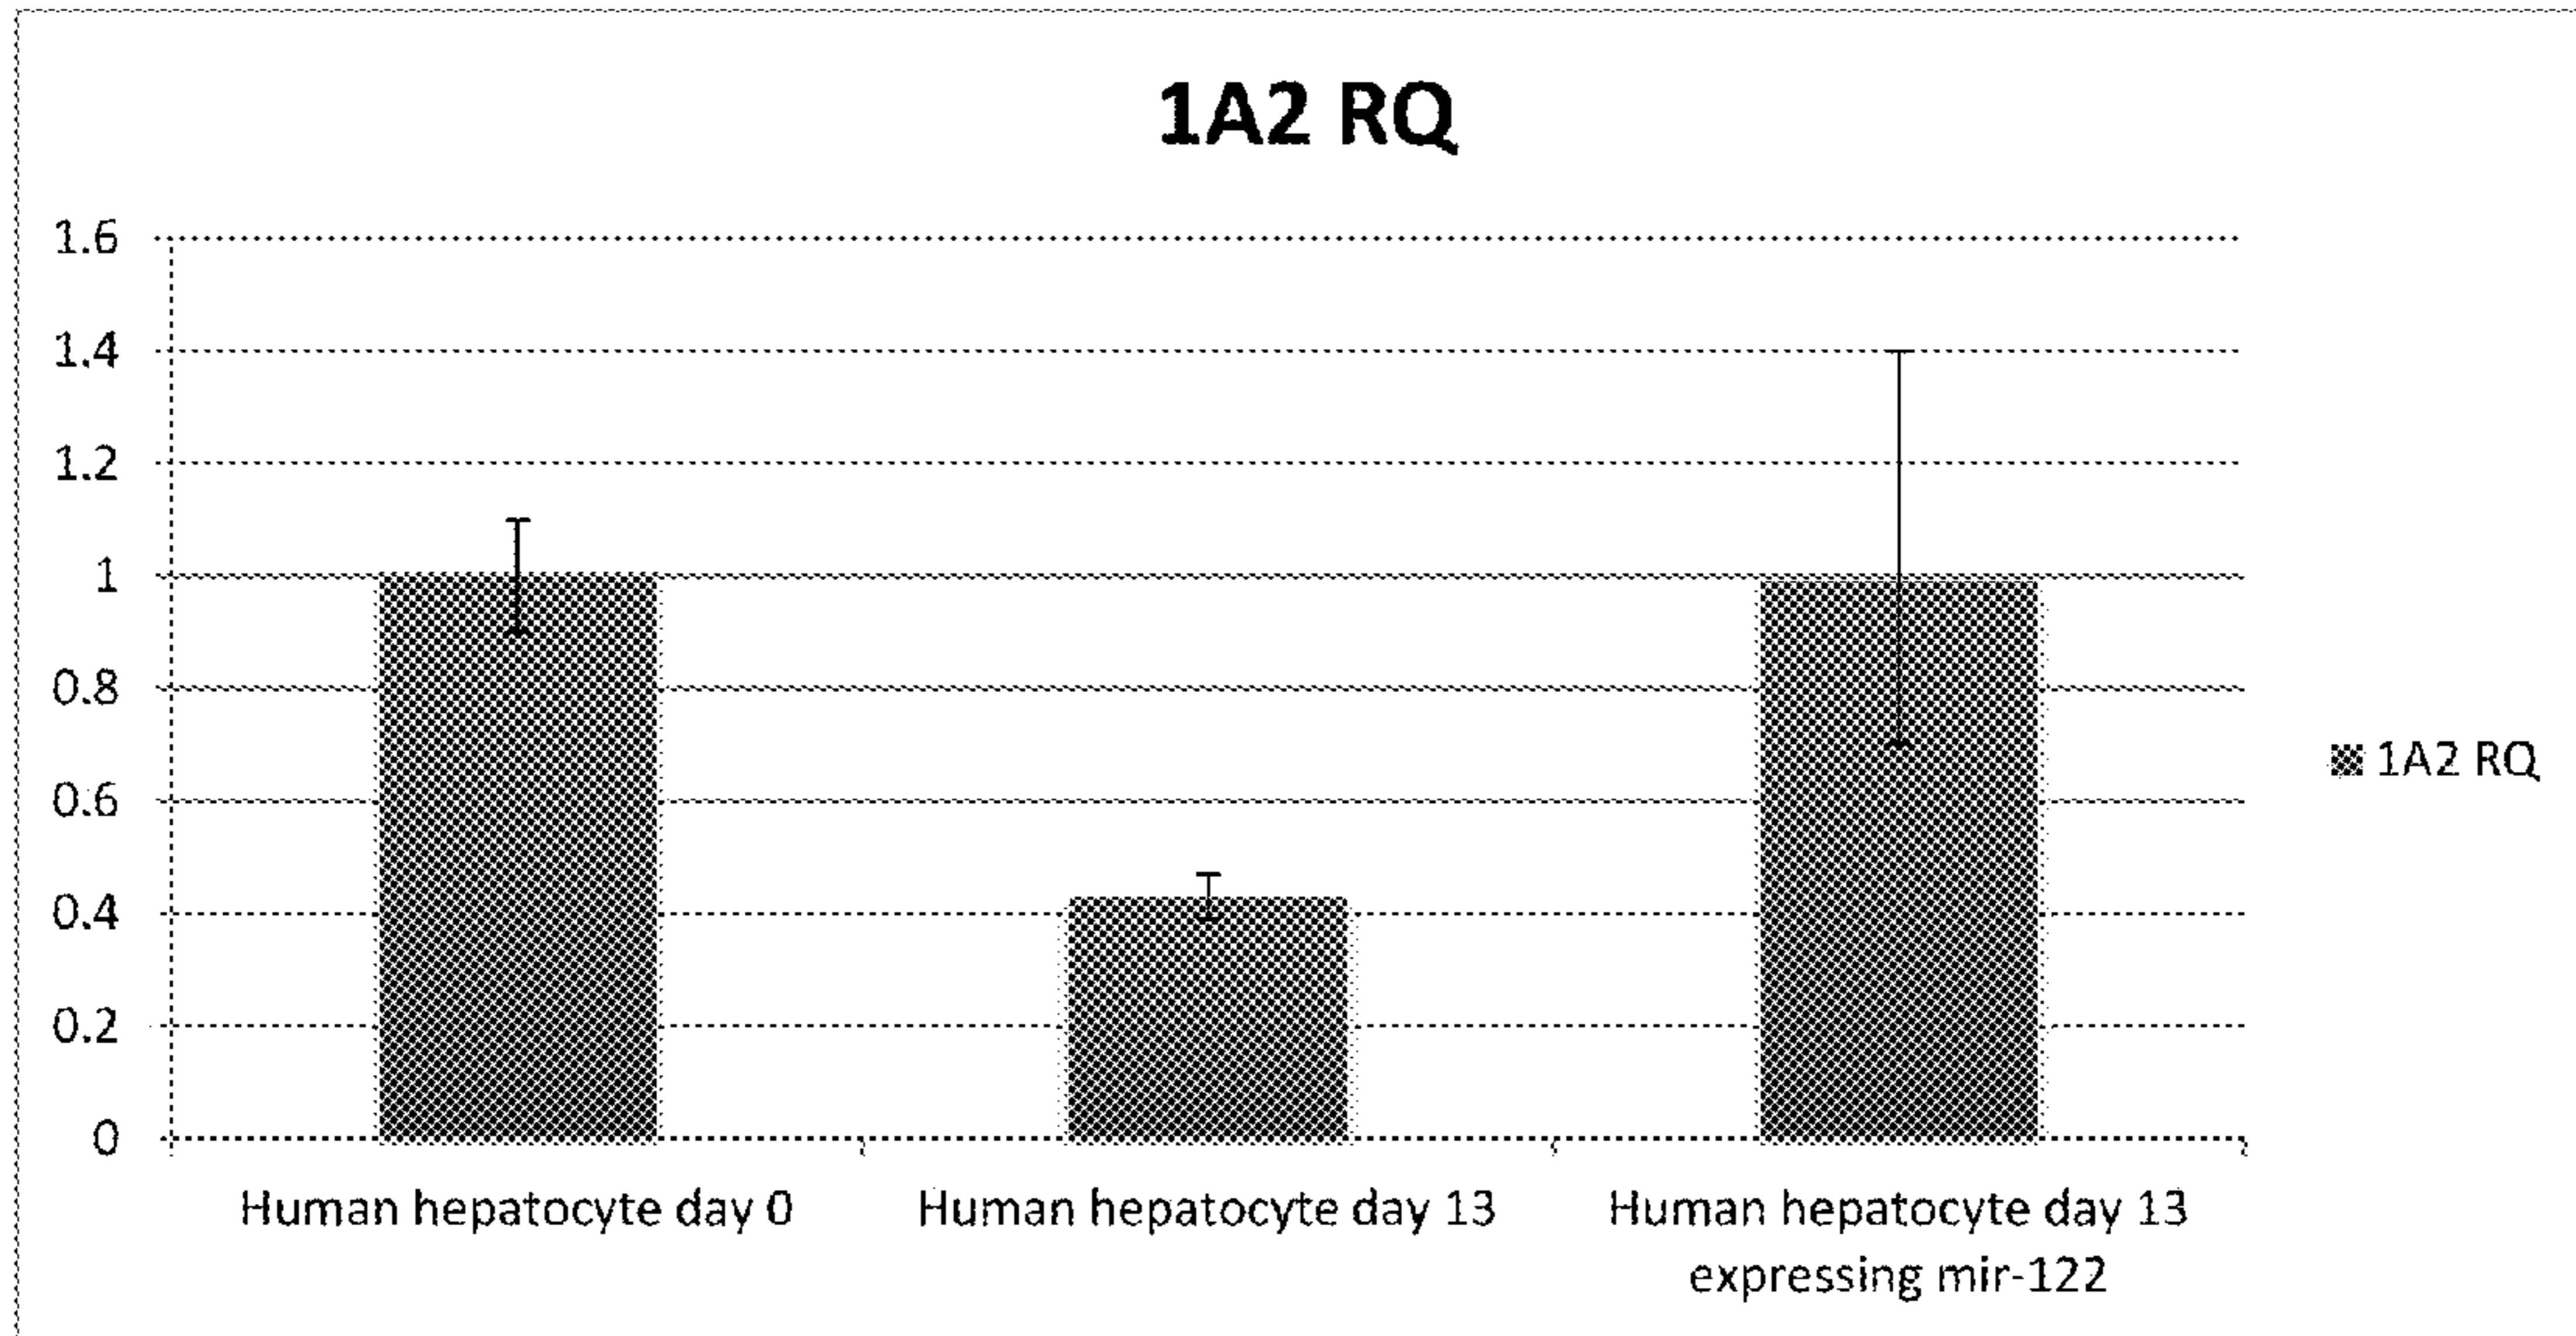 1A2 RQ
1.6
1.4
1.2
1
0.8
0.6
0.4
0.2
0
1A2 RQ
Human hepatocyte day 0
Human hepatocyte day 13
Human hepatocyte day 13
expressing mir-122